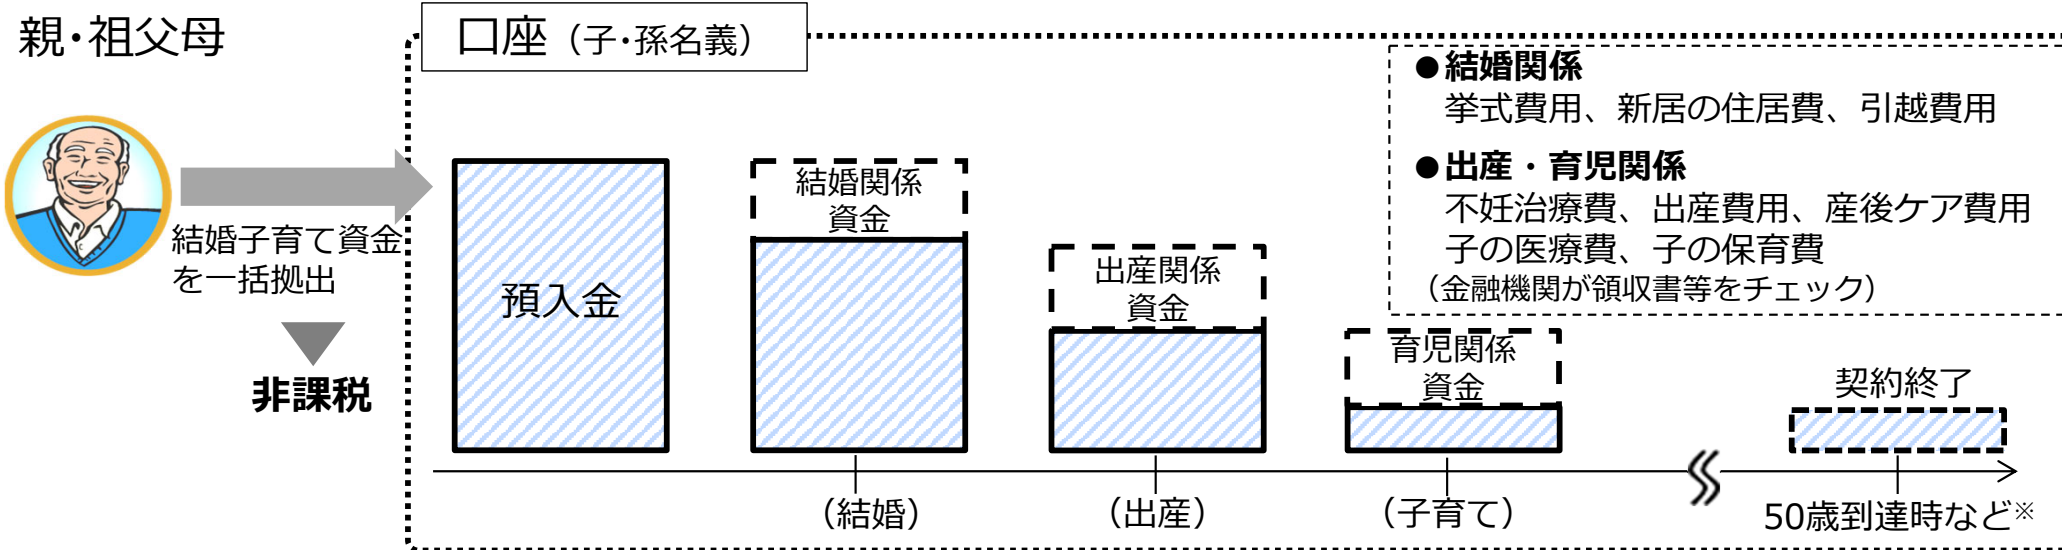 親・祖父母
口座（子・孫名義）
●結婚関係
挙式費用、新居の住居費、引越費用
●出産・育児関係
不妊治療費、出産費用、産後ケア費用
子の医療費、子の保育費
（金融機関が領収書等をチェック）
結婚子育て資金
を一括拠出
非課税
預入金
結婚関係
資金
出産関係
資金
育児関係
資金
契約終了
（結婚）
（出産）
（子育て）
50歳到達時など※